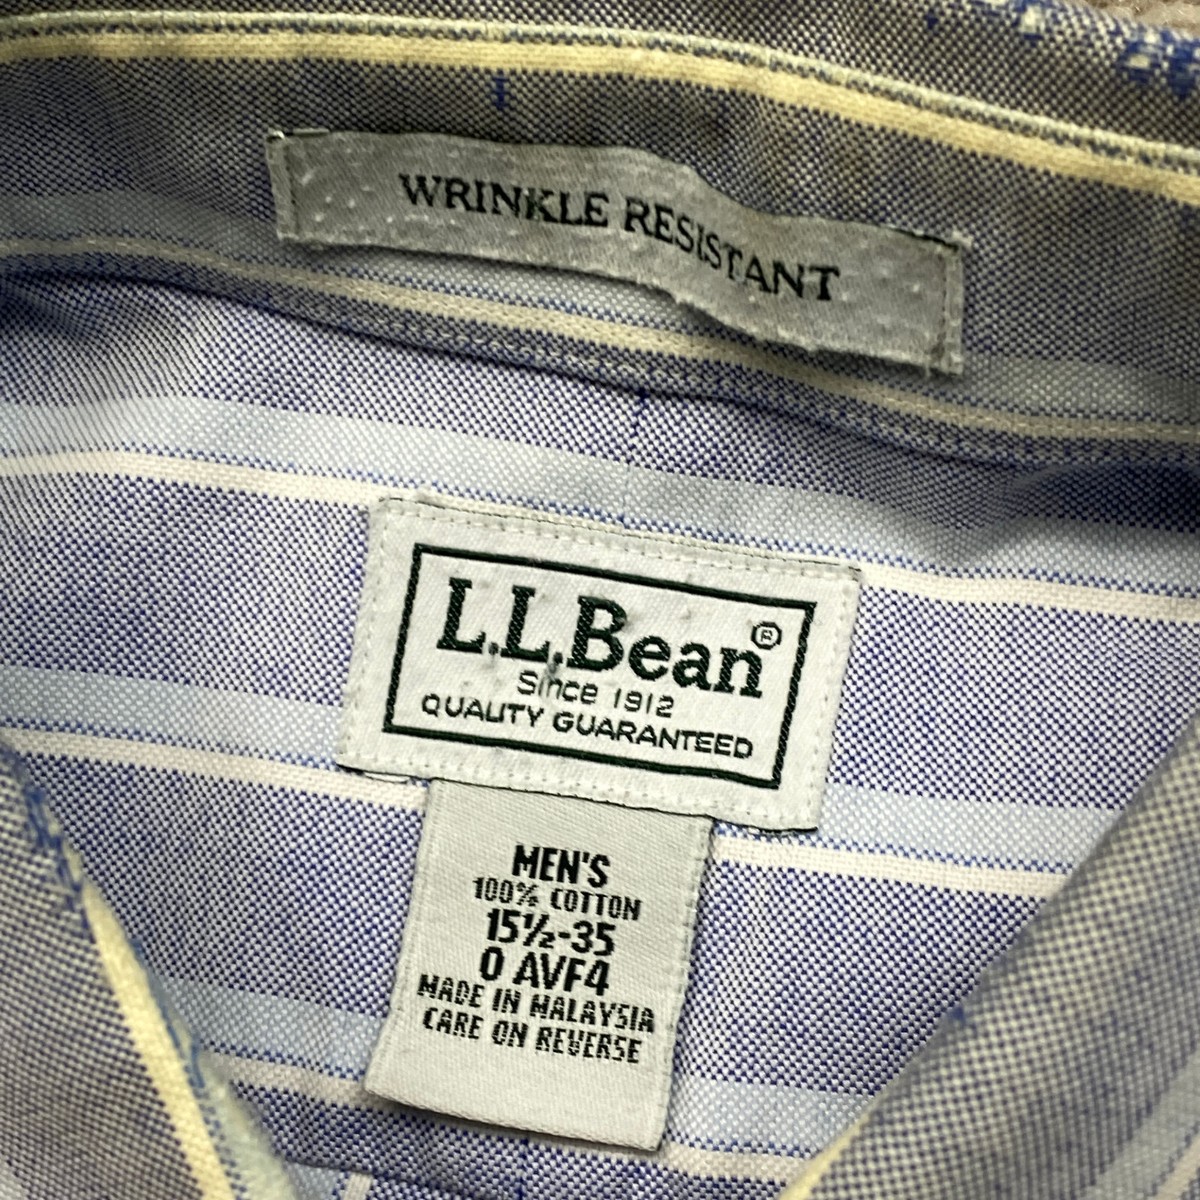 WRINKLE RESISTANT
L.L.Bean®
Since 1912
QUALITY GUARANTEED
MEN'S
100% COTTON
15½-35
0 AVF4
MADE IN MALAYSIA
CARE ON REVERSE